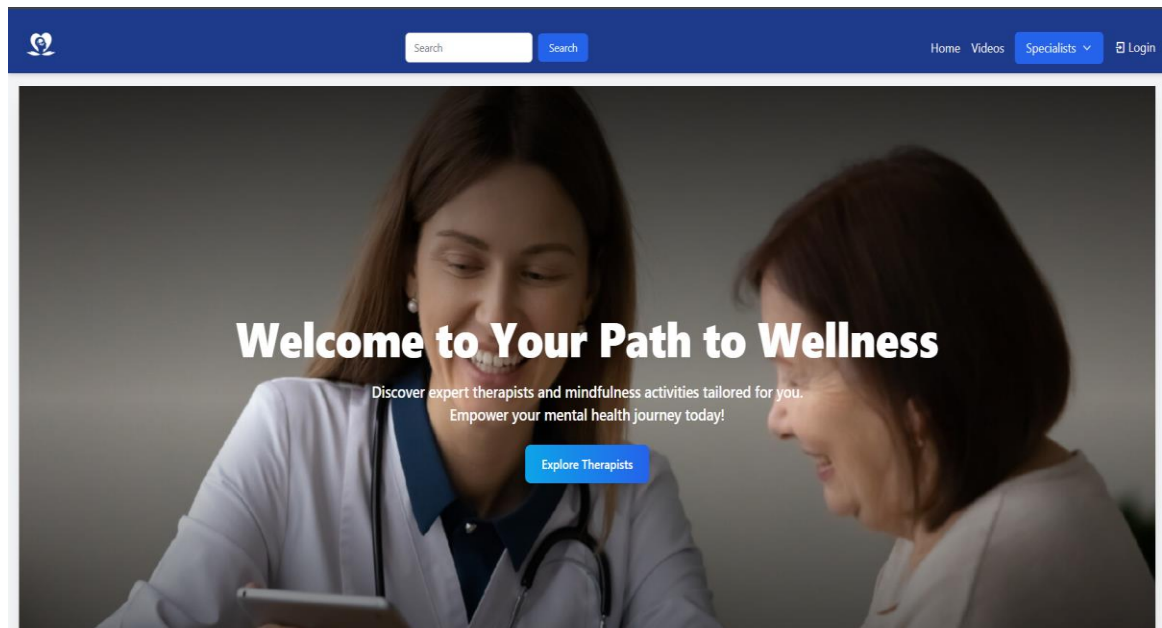 Search
Search
Home
Videos
Specialists
Login
Welcome to Your Path to Wellness
Discover expert therapists and mindfulness activities tailored for you.
Empower your mental health journey today!
Explore Therapists